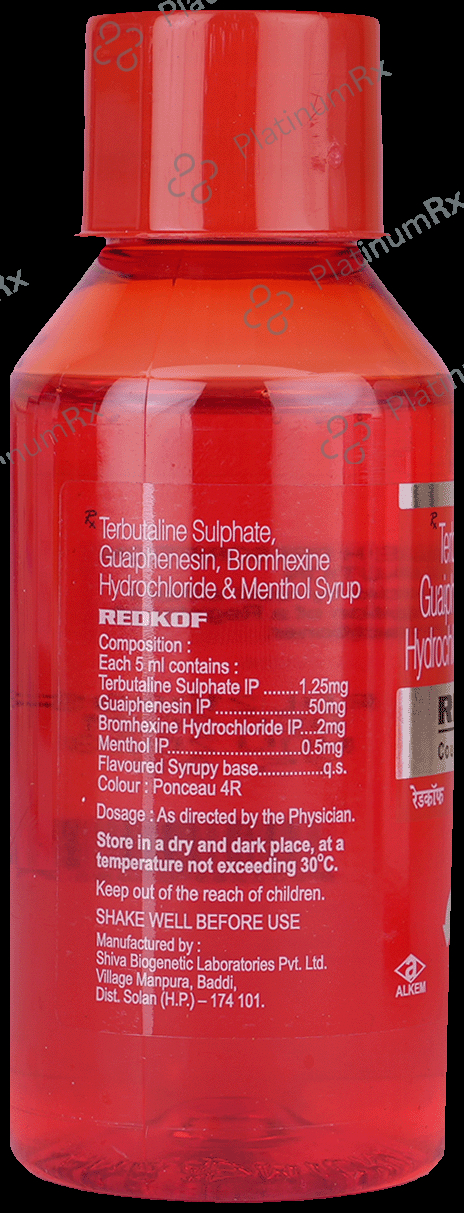 Rx Terbutaline Sulphate,
Guaiphenesin, Bromhexine
Hydrochloride & Menthol Syrup
REDKOF
Composition :
Each 5 ml contains :
Terbutaline Sulphate IP ........1.25mg
Guaiphenesin IP ......................50mg
Bromhexine Hydrochloride IP....2mg
Menthol IP...............................0.5mg
Flavoured Syrupy base...............q.s.
Colour : Ponceau 4R
Dosage : As directed by the Physician.
Store in a dry and dark place, at a
temperature not exceeding 30°C.
Keep out of the reach of children.
SHAKE WELL BEFORE USE
Manufactured by :
Shiva Biogenetic Laboratories Pvt. Ltd.
Village Manpura, Baddi,
Dist. Solan (H.P.) – 174 101.
Rx
रेडकॉफ
ALKEM
PlatinumRx
PlatinumRx
PlatinumRx
PlatinumRx